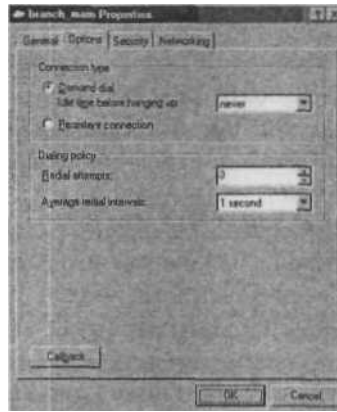 branch_main Properties
General Options Security Networking
Connection type
Demand dial
Idle time before hanging up: never
Persistent connection
Dialing policy
Redial attempts: 3
Average redial intervals: 1 second
Callback
OK Cancel